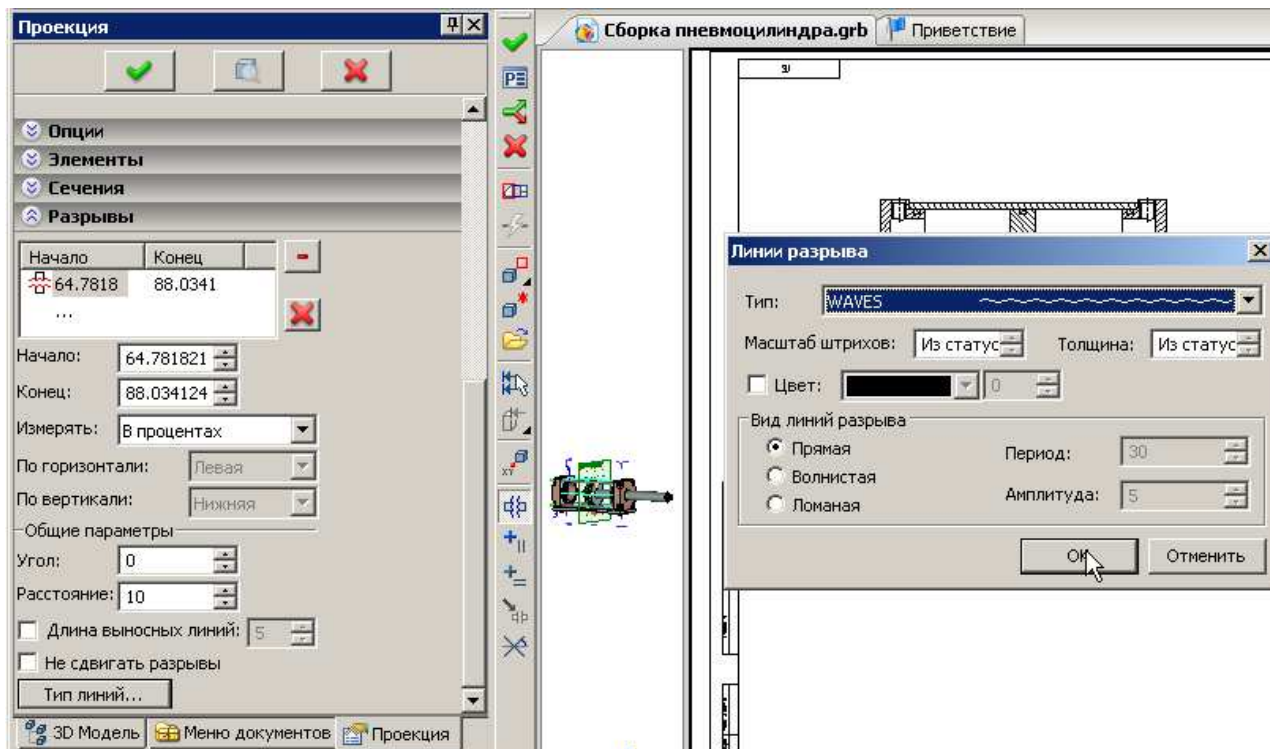 Проекция
Опции
Элементы
Сечения
Разрывы
Начало Конец
64.7818 88.0341
...
Начало: 64.781821
Конец: 88.034124
Измерять: В процентах
По горизонтали: Левая
По вертикали: Нижняя
Общие параметры
Угол: 0
Расстояние: 10
Длина выносных линий: 5
Не сдвигать разрывы
Тип линий...
3D Модель Меню документов Проекция
Сборка пневмоцилиндра.grb Приветствие
Линии разрыва
Тип: WAVES
Масштаб штрихов: Из статус Толщина: Из статус
Цвет: 0
Вид линий разрыва
Прямая Период: 30
Волнистая
Ломаная Амплитуда: 5
OK Отменить